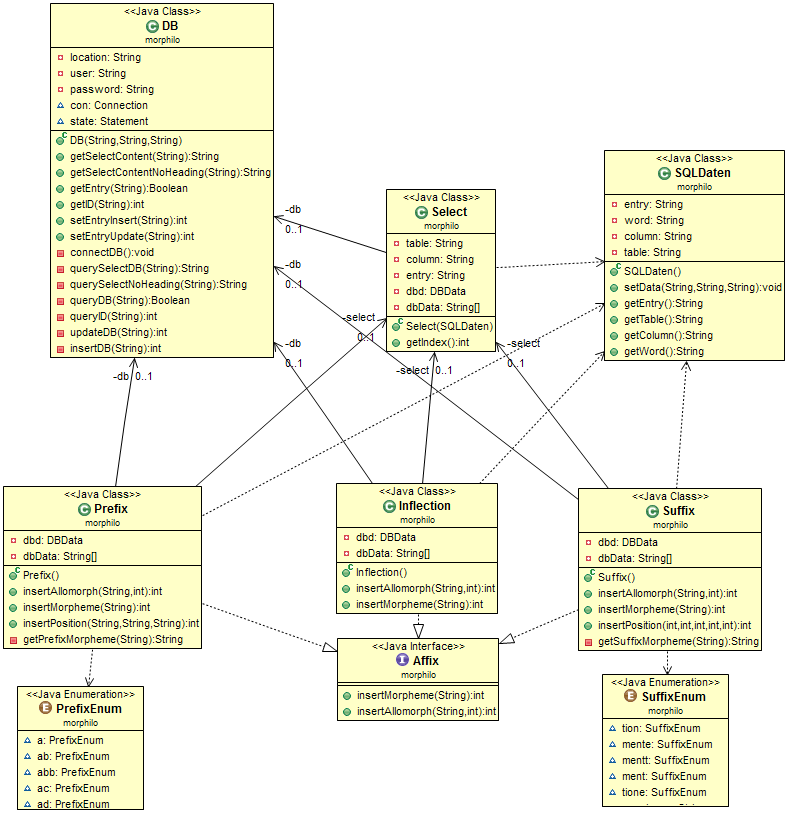 <<Java Class>>
DB
morphilo
location: String
user: String
password: String
con: Connection
state: Statement
DB(String,String,String)
getSelectContent(String):String
getSelectContentNoHeading(String):String
getEntry(String):Boolean
getID(String):int
setEntryInsert(String):int
setEntryUpdate(String):int
connectDB():void
querySelectDB(String):String
querySelectNoHeading(String):String
queryDB(String):Boolean
queryID(String):int
updateDB(String):int
insertDB(String):int
<<Java Class>>
Select
morphilo
table: String
column: String
entry: String
dbd: DBData
dbData: String[]
Select(SQLDaten)
getIndex():int
<<Java Class>>
SQLDaten
morphilo
entry: String
word: String
column: String
table: String
SQLDaten()
setData(String,String,String):void
getEntry():String
getTable():String
getColumn():String
getWord():String
-db
0..1
-db
0..1
-select
0..1
-db
0..1
-select
0..1
-db 0..1
-select 0..1
<<Java Class>>
Prefix
morphilo
dbd: DBData
dbData: String[]
Prefix()
insertAllomorph(String,int):int
insertMorpheme(String):int
insertPosition(String,String,String):int
getPrefixMorpheme(String):String
<<Java Class>>
Inflection
morphilo
dbd: DBData
dbData: String[]
Inflection()
insertAllomorph(String,int):int
insertMorpheme(String):int
<<Java Class>>
Suffix
morphilo
dbd: DBData
dbData: String[]
Suffix()
insertAllomorph(String,int):int
insertMorpheme(String):int
insertPosition(int,int,int,int,int):int
getSuffixMorpheme(String):String
<<Java Interface>>
Affix
morphilo
insertMorpheme(String):int
insertAllomorph(String,int):int
<<Java Enumeration>>
PrefixEnum
morphilo
a: PrefixEnum
ab: PrefixEnum
abb: PrefixEnum
ac: PrefixEnum
ad: PrefixEnum
<<Java Enumeration>>
SuffixEnum
morphilo
tion: SuffixEnum
mente: SuffixEnum
mentt: SuffixEnum
ment: SuffixEnum
tione: SuffixEnum